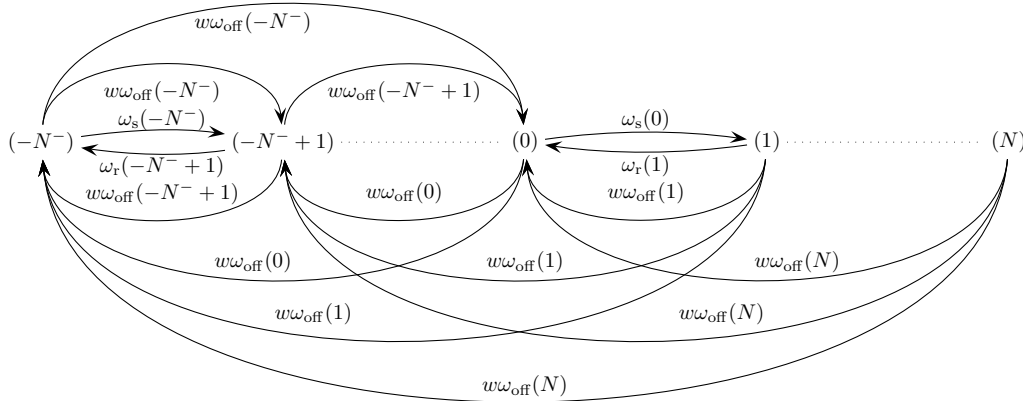 wω_off(−N⁻)
wω_off(−N⁻) wω_off(−N⁻ + 1)
ω_s(−N⁻) ω_s(0)
(−N⁻) (−N⁻ + 1) (0) (1) (N)
ω_r(−N⁻ + 1) ω_r(1)
wω_off(−N⁻ + 1) wω_off(0) wω_off(1)
wω_off(0) wω_off(1) wω_off(N)
wω_off(1) wω_off(N)
wω_off(N)